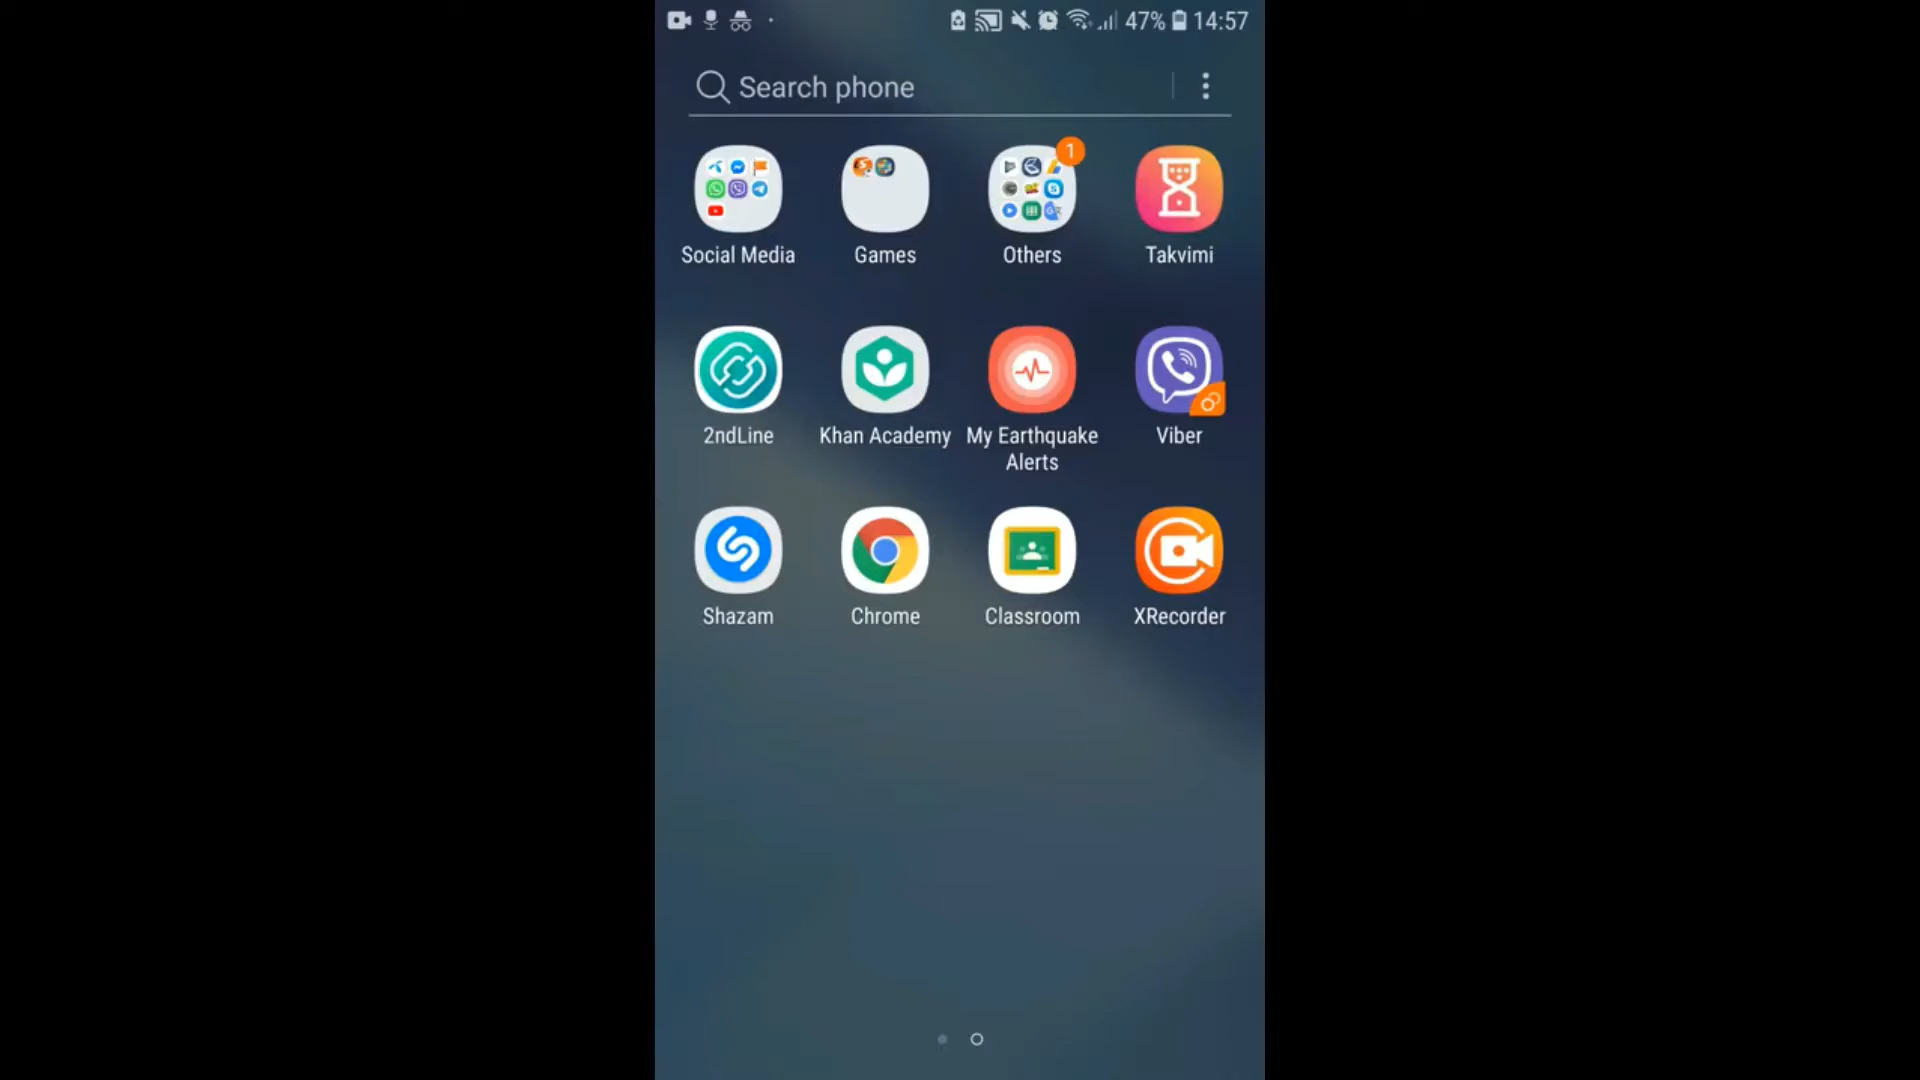 47% 14:57
Search phone
1
Social Media
Games
Others
Takvimi
2ndLine
Khan Academy
My Earthquake
Alerts
Viber
Shazam
Chrome
Classroom
XRecorder